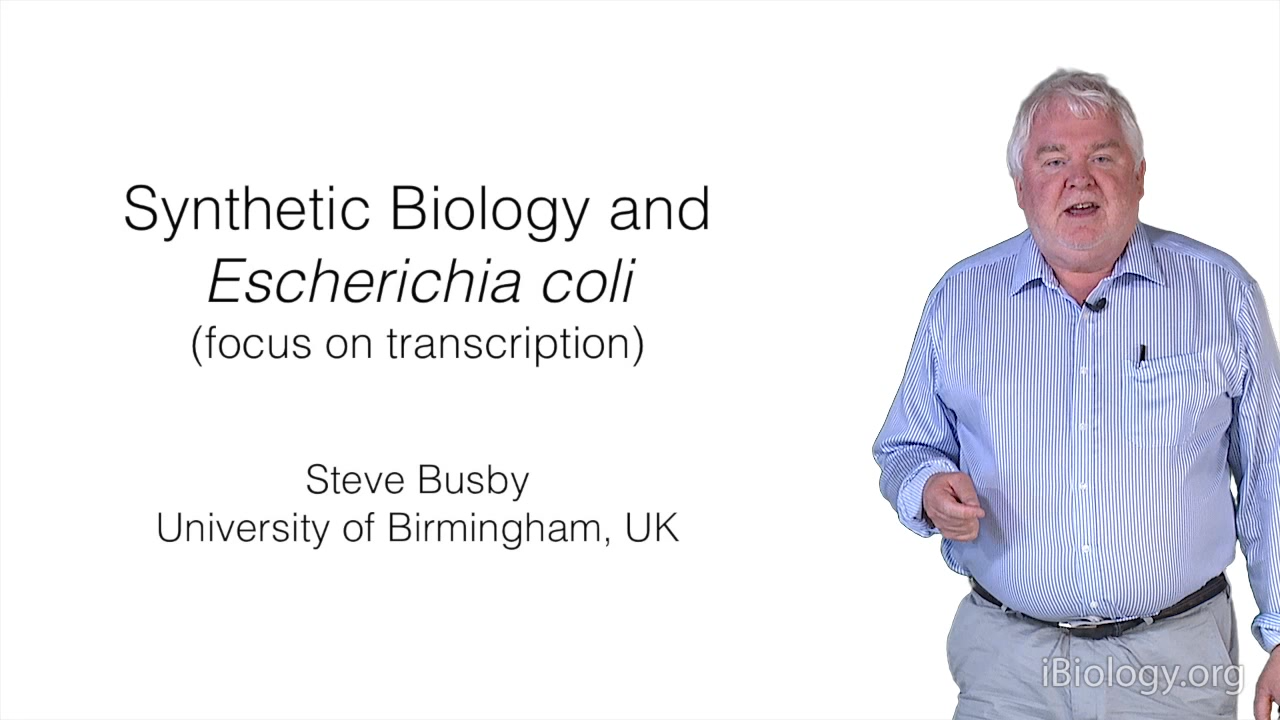 Synthetic Biology and
Escherichia coli
(focus on transcription)
Steve Busby
University of Birmingham, UK
iBiology.org